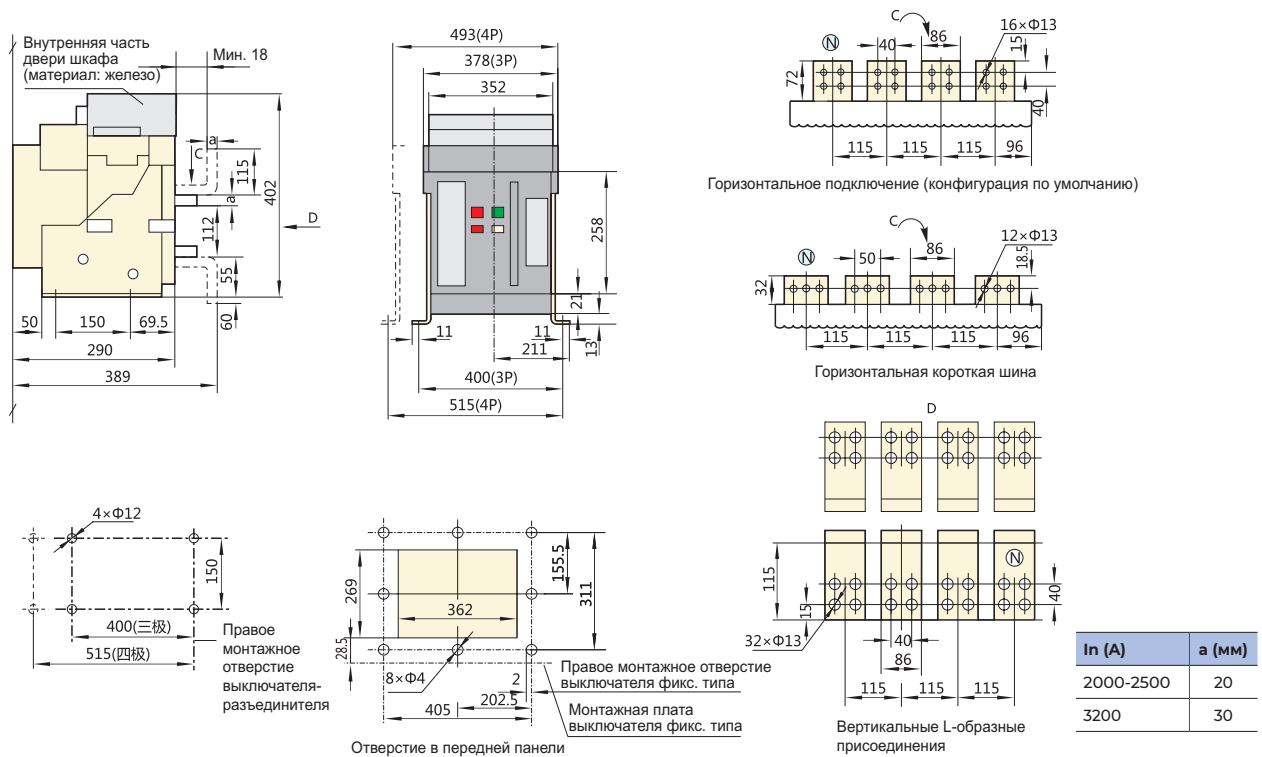 Внутренняя часть
двери шкафа
(материал: железо)
Мин. 18
a
C
115
a
402
D
112
55
60
50
150
69.5
290
389
493(4P)
378(3P)
352
258
21
11
11
13
211
400(3P)
515(4P)
C
16×Φ13
N
40
86
15
72
40
115
115
115
96
Горизонтальное подключение (конфигурация по умолчанию)
C
12×Φ13
N
50
86
18.5
32
115
115
115
96
Горизонтальная короткая шина
D
N
115
15
40
32×Φ13
40
86
115
115
115
Вертикальные L-образные
присоединения
4×Φ12
150
400(三极)
515(四极)
Правое
монтажное
отверстие
выключателя-
разъединителя
269
362
155.5
311
28.5
8×Φ4
2
202.5
405
Правое монтажное отверстие
выключателя фикс. типа
Монтажная плата
выключателя фикс. типа
Отверстие в передней панели
In (A) a (мм)
2000-2500 20
3200 30